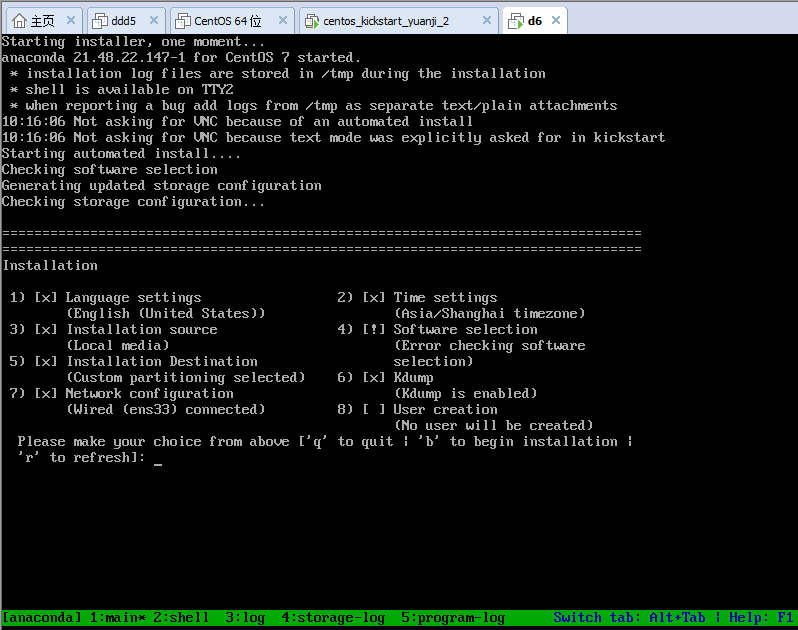 主页 ddd5 CentOS 64 位 centos_kickstart_yuanji_2 d6
Starting installer, one moment...
anaconda 21.48.22.147-1 for CentOS 7 started.
* installation log files are stored in /tmp during the installation
* shell is available on TTY2
* when reporting a bug add logs from /tmp as separate text/plain attachments
10:16:06 Not asking for VNC because of an automated install
10:16:06 Not asking for VNC because text mode was explicitly asked for in kickstart
Starting automated install....
Checking software selection
Generating updated storage configuration
Checking storage configuration...
================================================================================
================================================================================
Installation
1) [x] Language settings 2) [x] Time settings
(English (United States)) (Asia/Shanghai timezone)
3) [x] Installation source 4) [!] Software selection
(Local media) (Error checking software
5) [x] Installation Destination selection)
(Custom partitioning selected) 6) [x] Kdump
7) [x] Network configuration (Kdump is enabled)
(Wired (ens33) connected) 8) [ ] User creation
(No user will be created)
Please make your choice from above ['q' to quit | 'b' to begin installation |
'r' to refresh]: _
[anaconda] 1:main* 2:shell 3:log 4:storage-log 5:program-log Switch tab: Alt+Tab | Help: F1